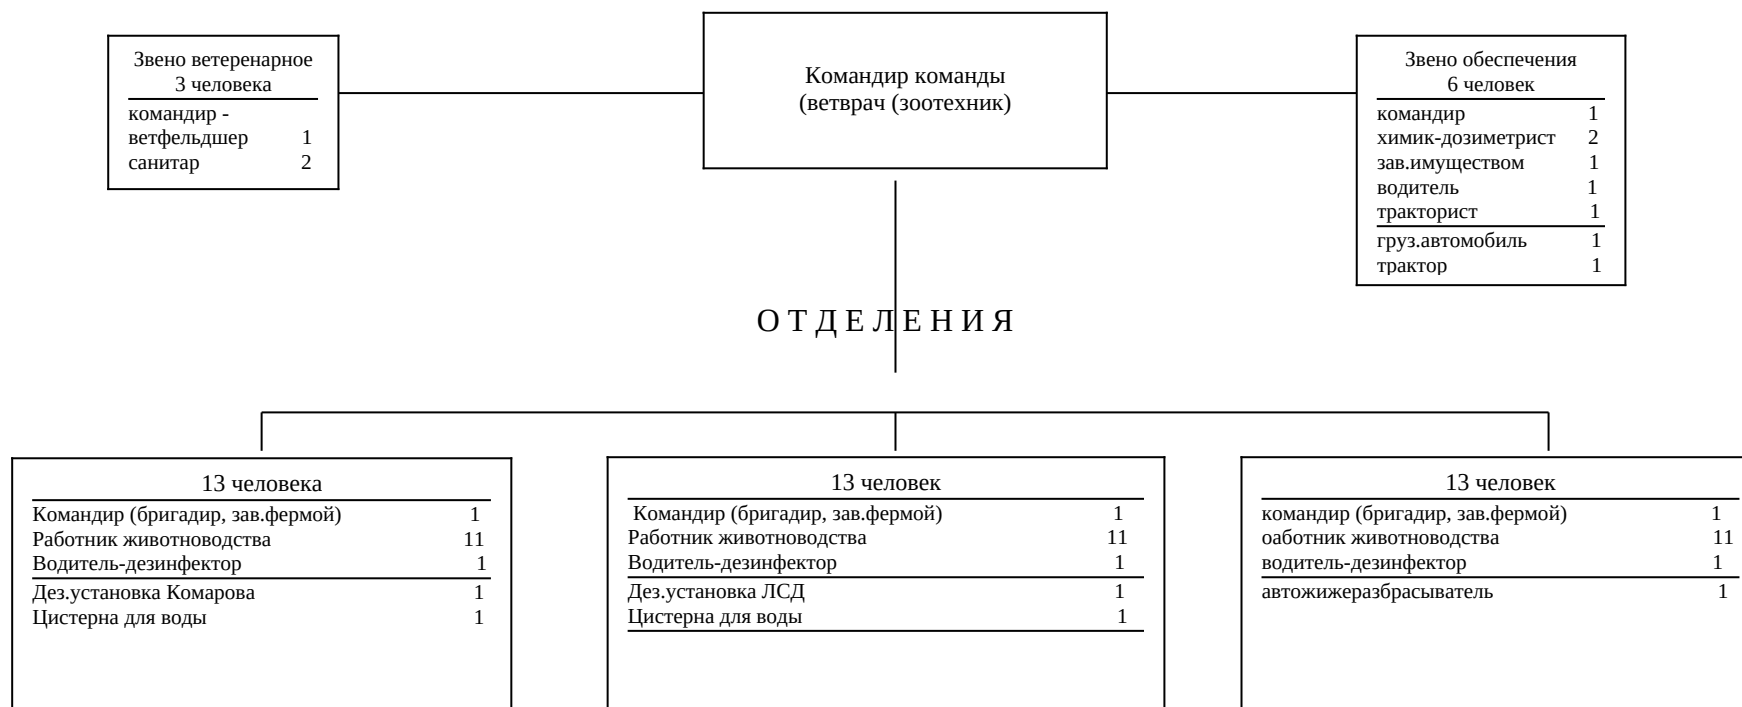 Звено ветеренарное
3 человека
командир -
ветфельдшер 1
санитар 2
Командир команды
(ветврач (зоотехник)
Звено обеспечения
6 человек
командир 1
химик-дозиметрист 2
зав.имуществом 1
водитель 1
тракторист 1
груз.автомобиль 1
трактор 1
ОТДЕЛЕНИЯ
13 человека
Командир (бригадир, зав.фермой) 1
Работник животноводства 11
Водитель-дезинфектор 1
Дез.установка Комарова 1
Цистерна для воды 1
13 человек
Командир (бригадир, зав.фермой) 1
Работник животноводства 11
Водитель-дезинфектор 1
Дез.установка ЛСД 1
Цистерна для воды 1
13 человек
командир (бригадир, зав.фермой) 1
оаботник животноводства 11
водитель-дезинфектор 1
автожижеразбрасыватель 1